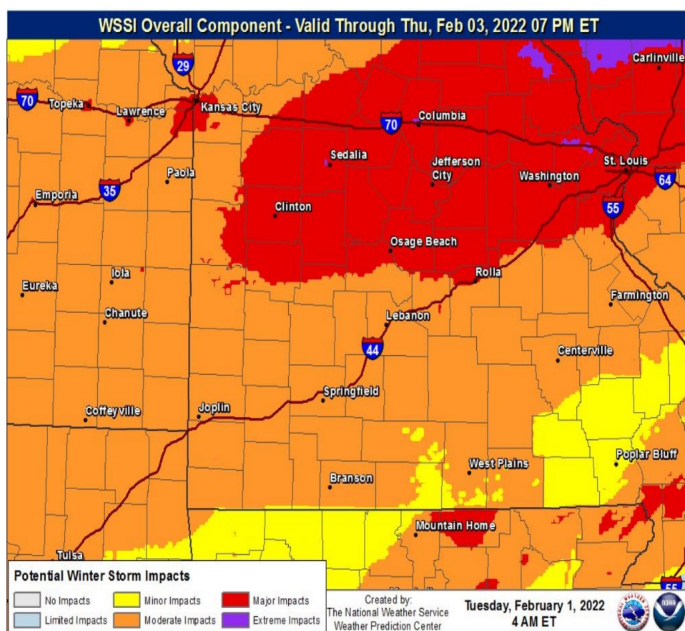 WSSI Overall Component - Valid Through Thu, Feb 03, 2022 07 PM ET
29
Carlinville
70
Topeka
Lawrence
Kansas City
70
Columbia
Sedalia
Jefferson City
Washington
St. Louis
64
Paola
35
Emporia
Clinton
55
Osage Beach
Rolla
Iola
Eureka
Farmington
Chanute
Lebanon
44
Centerville
Springfield
Joplin
Coffeyville
Poplar Bluff
West Plains
Branson
Mountain Home
Tulsa
55
Potential Winter Storm Impacts
No Impacts
Minor Impacts
Major Impacts
Limited Impacts
Moderate Impacts
Extreme Impacts
Created by:
The National Weather Service
Weather Prediction Center
Tuesday, February 1, 2022
4 AM ET